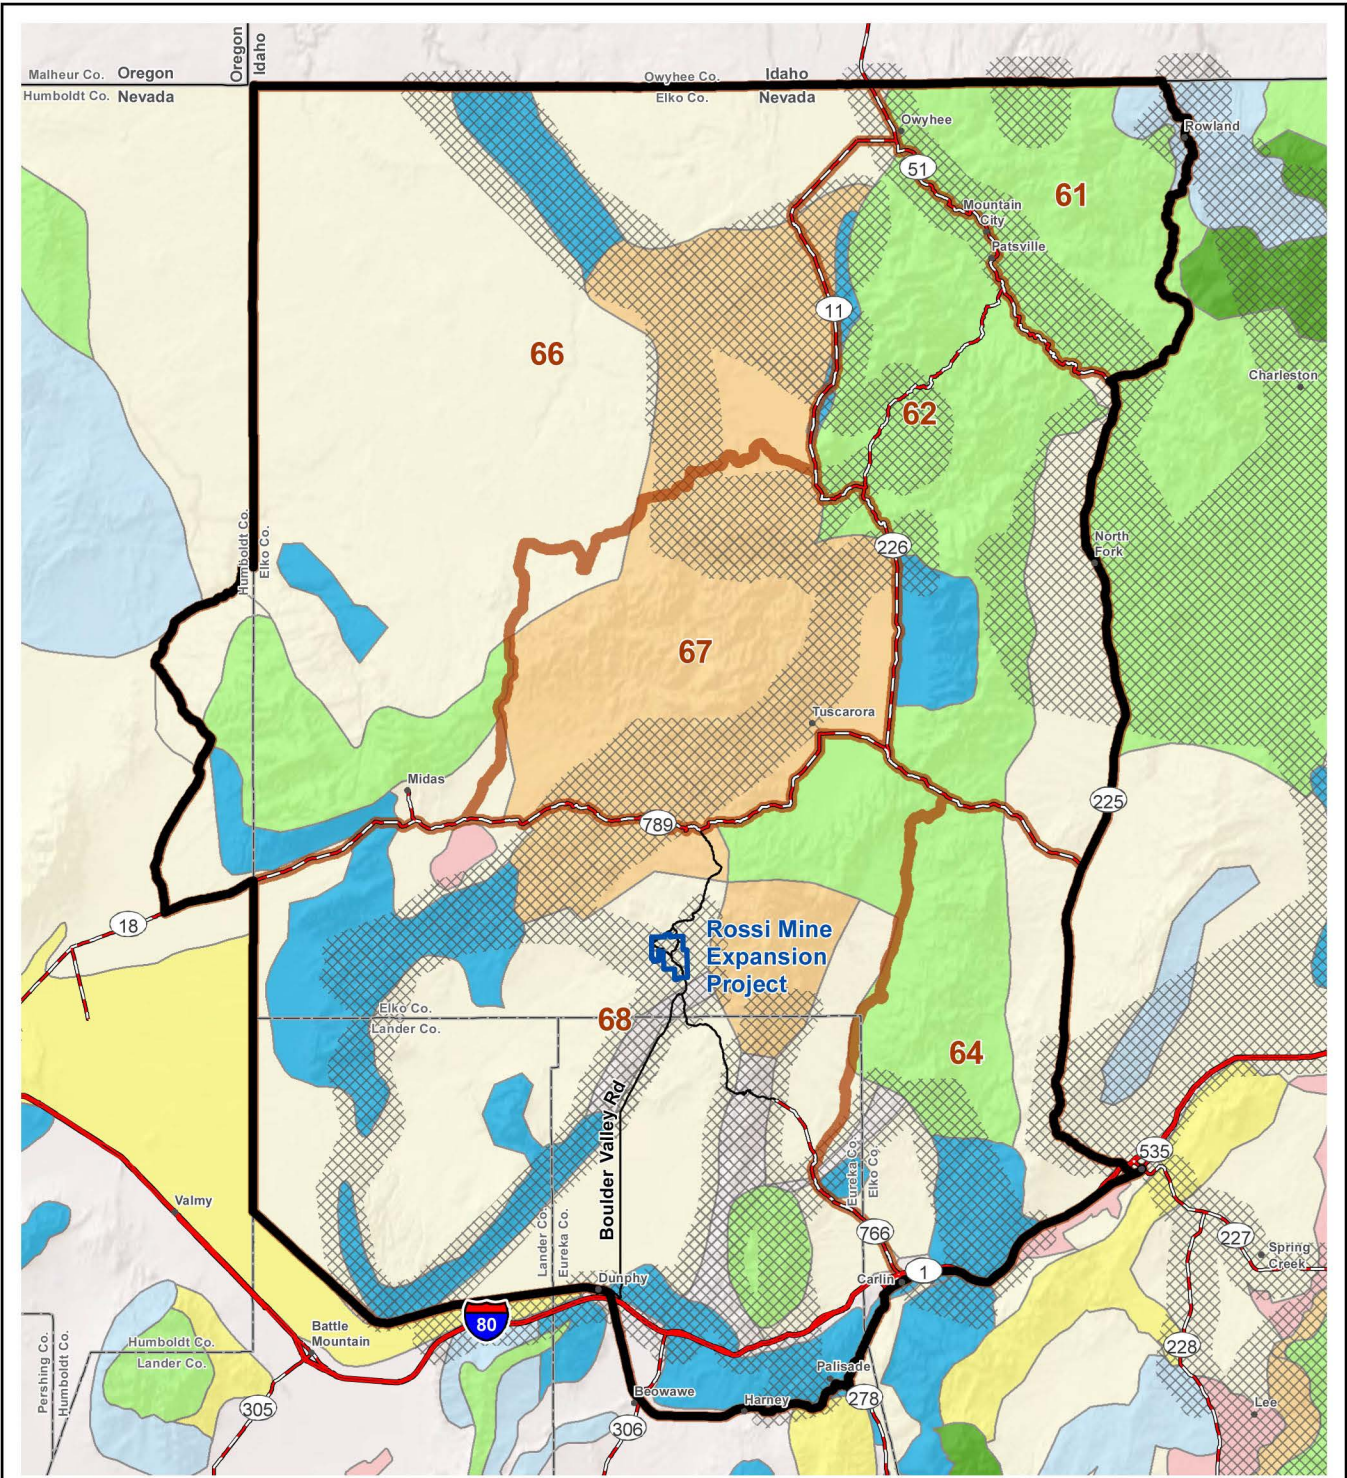 Oregon
Idaho
Malheur Co. Oregon
Humboldt Co. Nevada
Owyhee Co. Idaho
Elko Co. Nevada
Owyhee
Rowland
51
61
Mountain
City
Patsville
11
66
Charleston
62
Humboldt Co.
Elko Co.
North
Fork
226
67
Tuscarora
Midas
225
789
18
Rossi Mine
Expansion
Project
Elko Co.
Lander Co.
68
64
Boulder Valley Rd
535
Eureka Co.
Elko Co.
Valmy
Lander Co.
Eureka Co.
766
227
Spring
Creek
1
Carlin
Dunphy
80
Battle
Mountain
Humboldt Co.
Lander Co.
Pershing Co.
Humboldt Co.
228
Palisade
278
Beowawe
Harney
Lee
305
306